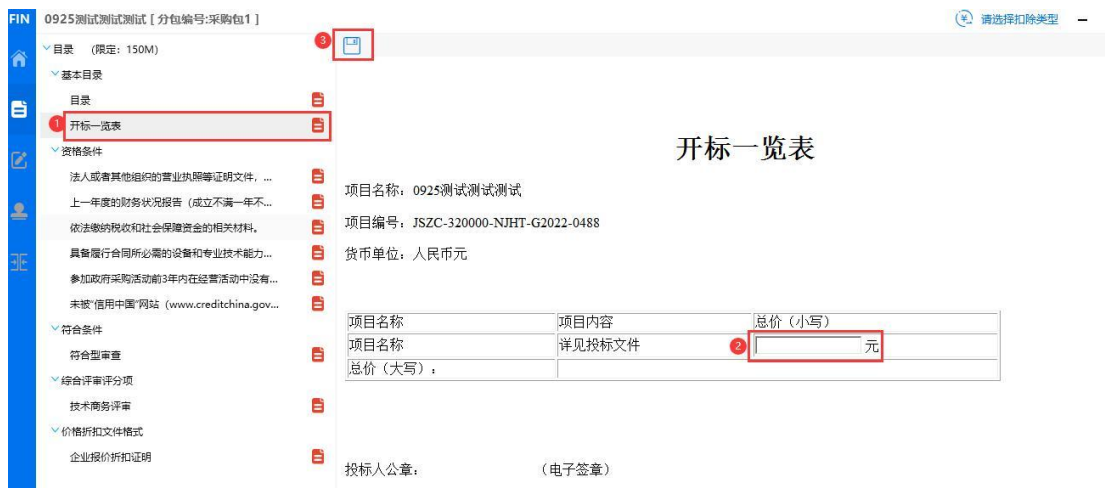 FIN 0925测试测试测试 [ 分包编号:采购包1 ] 请选择扣除类型
目录 (限定: 150M)
基本目录
目录
1 开标一览表
资格条件
法人或者其他组织的营业执照等证明文件，...
上一年度的财务状况报告（成立不满一年不...
依法缴纳税收和社会保障资金的相关材料。
具备履行合同所必需的设备和专业技术能力...
参加政府采购活动前3年内在经营活动中没有...
未被"信用中国"网站（www.creditchina.gov...
符合条件
符合型审查
综合评审评分项
技术商务评审
价格折扣文件格式
企业报价折扣证明
3
开标一览表
项目名称：0925测试测试测试
项目编号：JSZC-320000-NJHT-G2022-0488
货币单位：人民币元
项目名称 项目内容 总价（小写）
项目名称 详见投标文件 2 元
总价（大写）：
投标人公章： （电子签章）